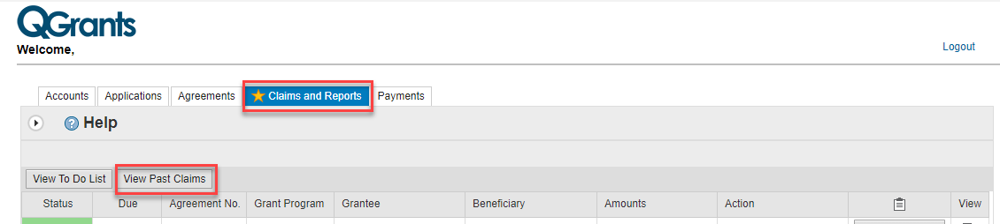 QGrants
Welcome,
Logout
Accounts Applications Agreements Claims and Reports Payments
Help
View To Do List View Past Claims
Status Due Agreement No. Grant Program Grantee Beneficiary Amounts Action View